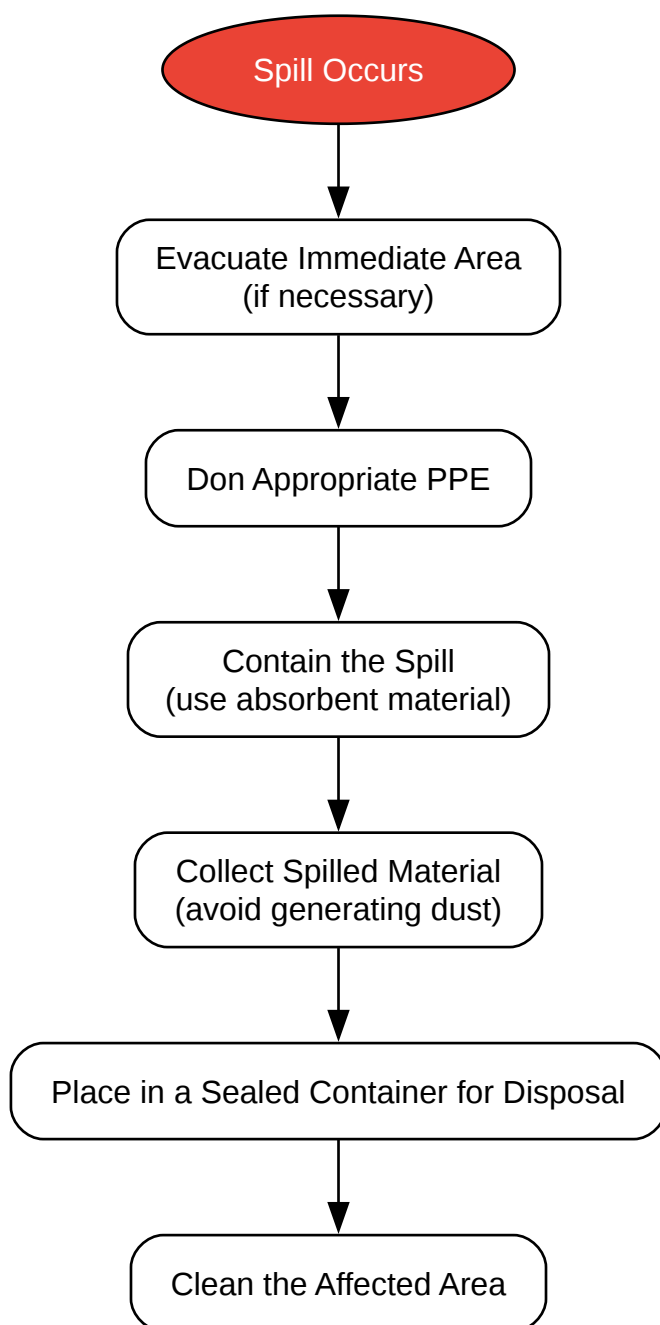 Spill Occurs
Evacuate Immediate Area
(if necessary)
Don Appropriate PPE
Contain the Spill
(use absorbent material)
Collect Spilled Material
(avoid generating dust)
Place in a Sealed Container for Disposal
Clean the Affected Area